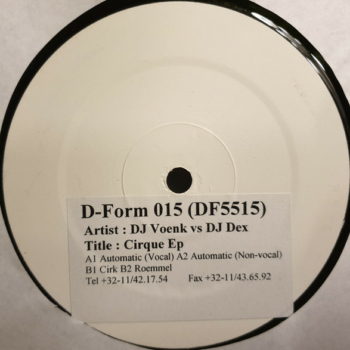 D-Form 015 (DF5515)
Artist : DJ Voenk vs DJ Dex
Title : Cirque Ep
A1 Automatic (Vocal) A2 Automatic (Non-vocal)
B1 Cirk B2 Roemmel
Tel +32-11/42.17.54 Fax +32-11/43.65.92